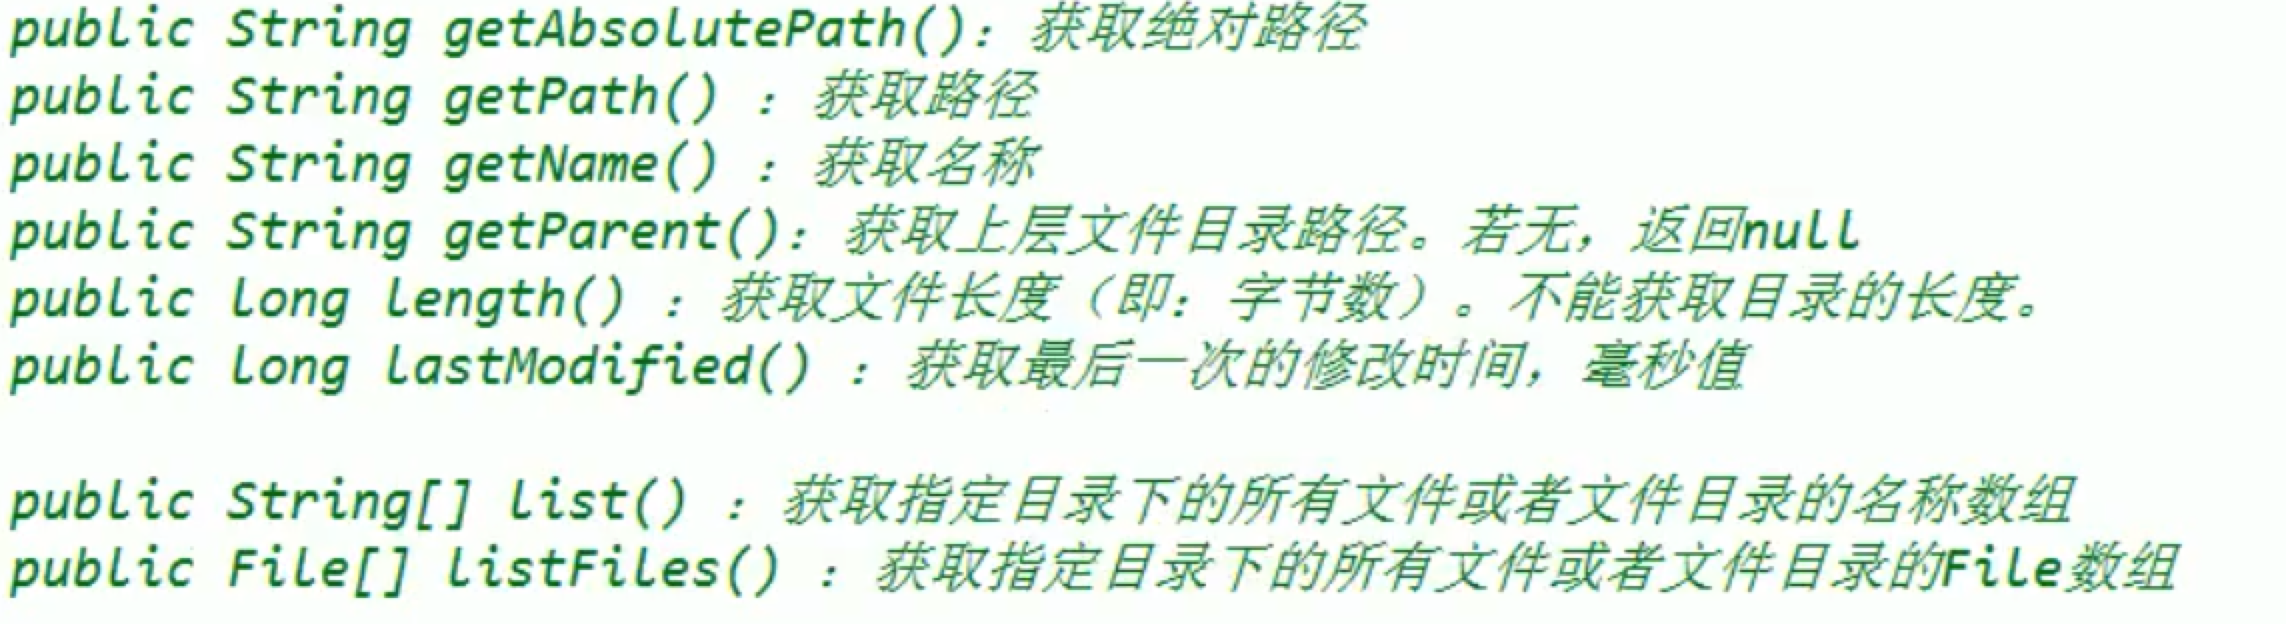 public String getAbsolutePath()：获取绝对路径
public String getPath() ：获取路径
public String getName() ：获取名称
public String getParent()：获取上层文件目录路径。若无，返回null
public long length() ：获取文件长度（即：字节数）。不能获取目录的长度。
public long lastModified() ：获取最后一次的修改时间，毫秒值
public String[] list() ：获取指定目录下的所有文件或者文件目录的名称数组
public File[] listFiles() ：获取指定目录下的所有文件或者文件目录的File数组